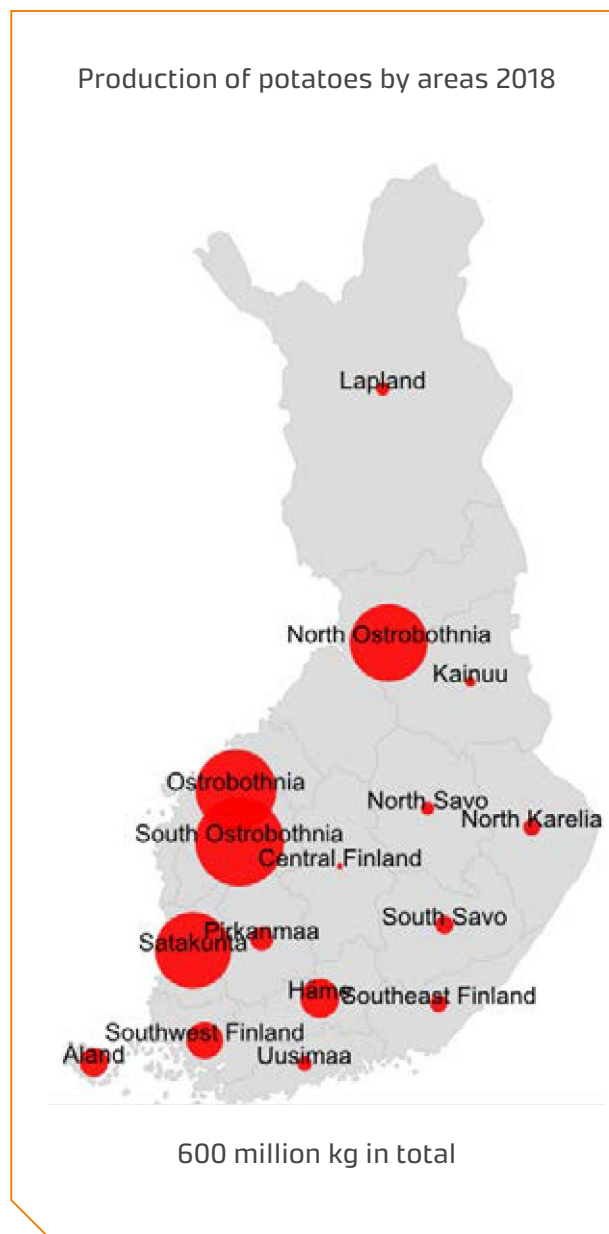 Production of potatoes by areas 2018
Lapland
North Ostrobothnia
Kainuu
Ostrobothnia
North Savo
North Karelia
South Ostrobothnia
Central Finland
South Savo
Pirkanmaa
Satakunta
Häme
Southeast Finland
Southwest Finland
Åland
Uusimaa
600 million kg in total